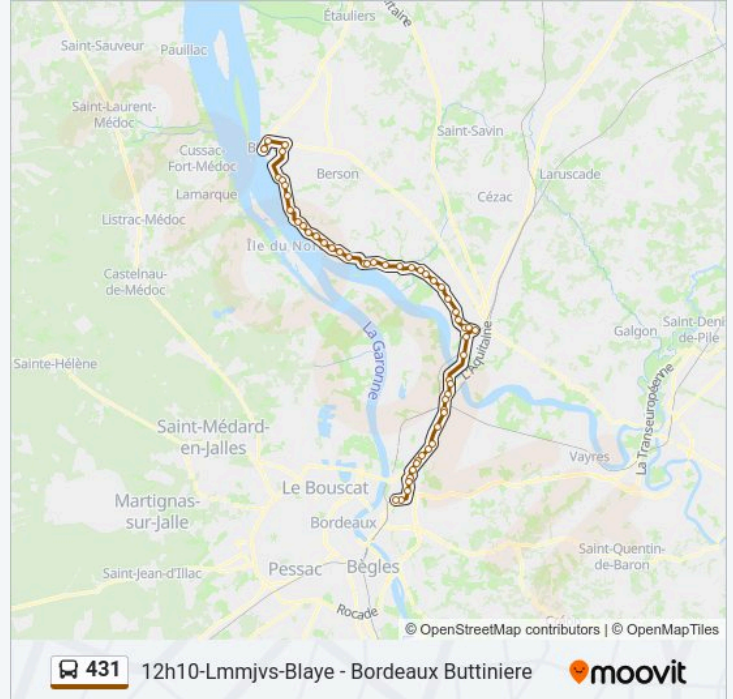 Étauliers
Saint-Sauveur
Pauillac
Saint-Laurent-
Médoc
Saint-Savin
Cussac-
Fort-Médoc
Berson
Laruscade
Lamarque
Cézac
Listrac-Médoc
Île du Nor
Castelnau-
de-Médoc
La Garonne
L'Aquitaine
Galgon
Saint-Deni
de-Pile
Sainte-Hélène
La Transeuropéenne
Saint-Médard-
en-Jalles
Vayres
Le Bouscat
Martignas-
sur-Jalle
Bordeaux
Saint-Quentin-
de-Baron
Saint-Jean-d'Illac
Pessac
Bègles
Rocade
© OpenStreetMap contributors | © OpenMapTiles
431 12h10-Lmmjvs-Blaye - Bordeaux Buttiniere
moovit